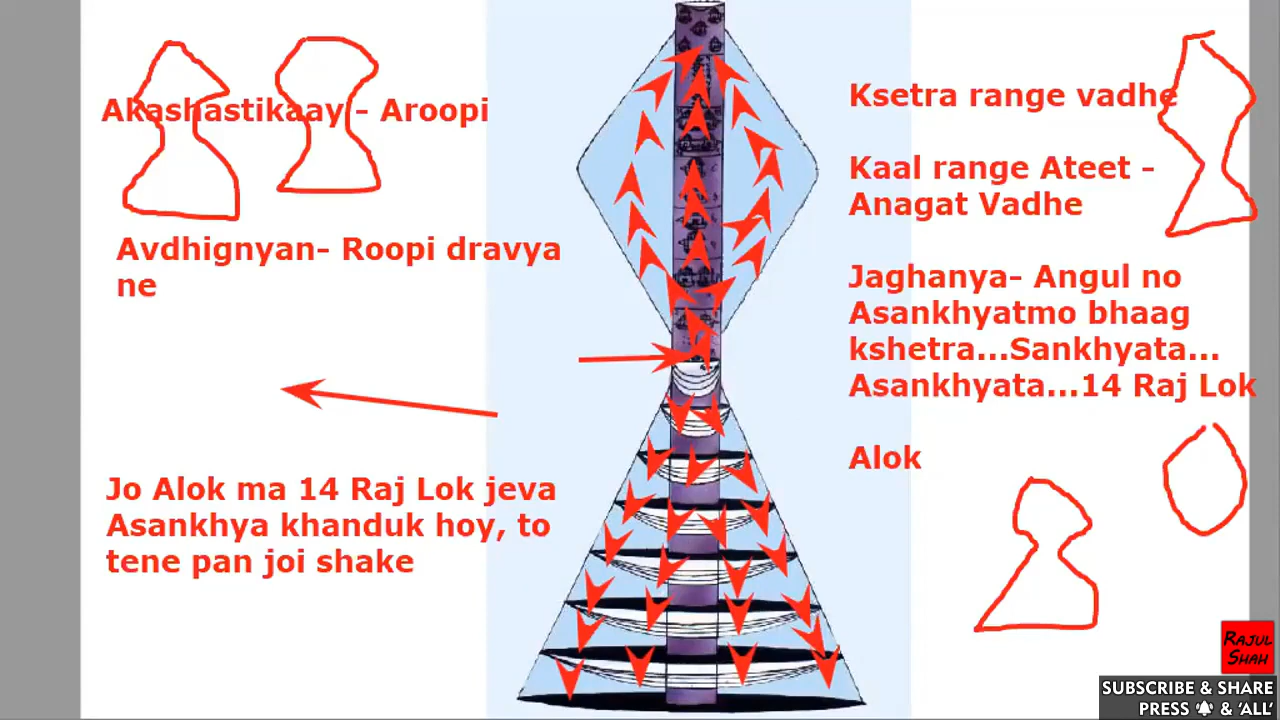 Akashastikaay - Aroopi
Avdhignyan- Roopi dravya
ne
Jo Alok ma 14 Raj Lok jeva
Asankhya khanduk hoy, to
tene pan joi shake
Ksetra range vadhe
Kaal range Ateet -
Anagat Vadhe
Jaghanya- Angul no
Asankhyatmo bhaag
kshetra...Sankhyata...
Asankhyata...14 Raj Lok
Alok
RAJUL
SHAH
SUBSCRIBE & SHARE
PRESS & 'ALL'